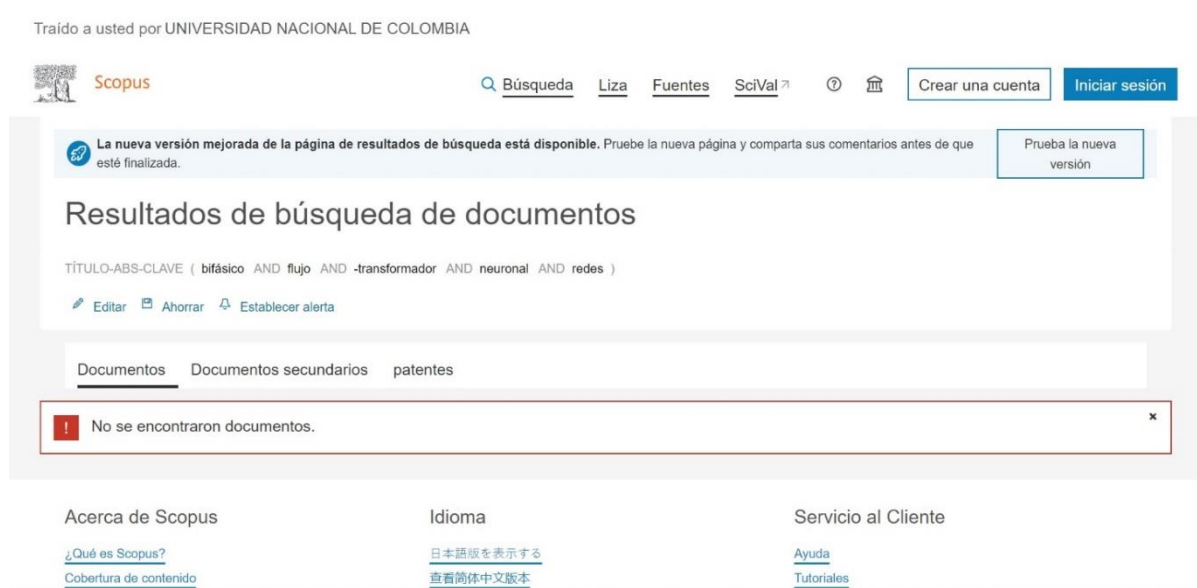 Traído a usted por UNIVERSIDAD NACIONAL DE COLOMBIA
Scopus
Búsqueda Liza Fuentes SciVal Crear una cuenta Iniciar sesión
La nueva versión mejorada de la página de resultados de búsqueda está disponible. Pruebe la nueva página y comparta sus comentarios antes de que
esté finalizada.
Prueba la nueva
versión
Resultados de búsqueda de documentos
TÍTULO-ABS-CLAVE ( bifásico AND flujo AND -transformador AND neuronal AND redes )
Editar Ahorrar Establecer alerta
Documentos Documentos secundarios patentes
! No se encontraron documentos. ×
Acerca de Scopus Idioma Servicio al Cliente
¿Qué es Scopus? 日本語版を表示する Ayuda
Cobertura de contenido 查看简体中文版本 Tutoriales